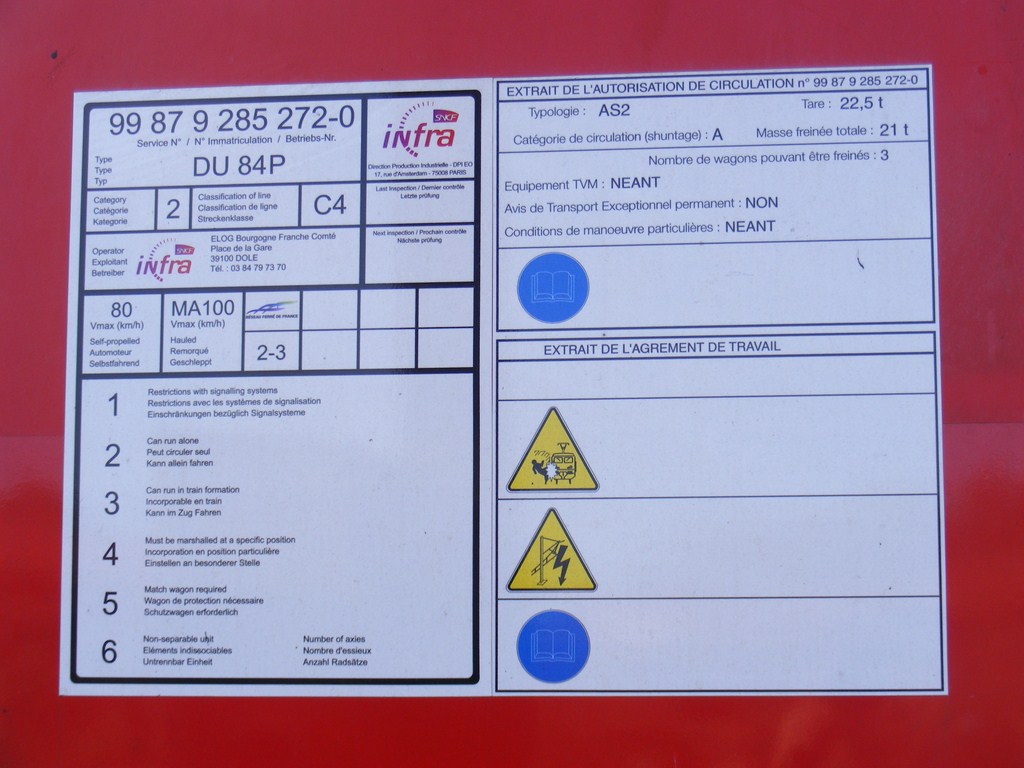 99 87 9 285 272-0
Service N° / N° Immatriculation / Betriebs-Nr.
Type
Type
Typ
DU 84P
SNCF
infra
Direction Production Industrielle - DPI EO
17, rue d'Amsterdam - 75008 PARIS
Category
Catégorie
Kategorie
2
Classification of line
Classification de ligne
Streckenklasse
C4
Last inspection / Dernier contrôle
Letzte prüfung
Operator
Exploitant
Betreiber
SNCF
infra
ELOG Bourgogne Franche Comté
Place de la Gare
39100 DOLE
Tél. : 03 84 79 73 70
Next inspection / Prochain contrôle
Nächste prüfung
80
Vmax (km/h)
Self-propelled
Automoteur
Selbstfahrend
MA100
Vmax (km/h)
Hauled
Remorqué
Geschleppt
RÉSEAU FERRÉ DE FRANCE
2-3
1
Restrictions with signalling systems
Restrictions avec les systèmes de signalisation
Einschränkungen bezüglich Signalsysteme
2
Can run alone
Peut circuler seul
Kann allein fahren
3
Can run in train formation
Incorporable en train
Kann im Zug Fahren
4
Must be marshalled at a specific position
Incorporation en position particulière
Einstellen an besonderer Stelle
5
Match wagon required
Wagon de protection nécessaire
Schutzwagen erforderlich
6
Non-separable unit
Eléments indissociables
Untrennbar Einheit
Number of axles
Nombre d'essieux
Anzahl Radsätze
EXTRAIT DE L'AUTORISATION DE CIRCULATION n° 99 87 9 285 272-0
Typologie : AS2 Tare : 22,5 t
Catégorie de circulation (shuntage) : A Masse freinée totale : 21 t
Nombre de wagons pouvant être freinés : 3
Equipement TVM : NEANT
Avis de Transport Exceptionnel permanent : NON
Conditions de manoeuvre particulières : NEANT
EXTRAIT DE L'AGREMENT DE TRAVAIL